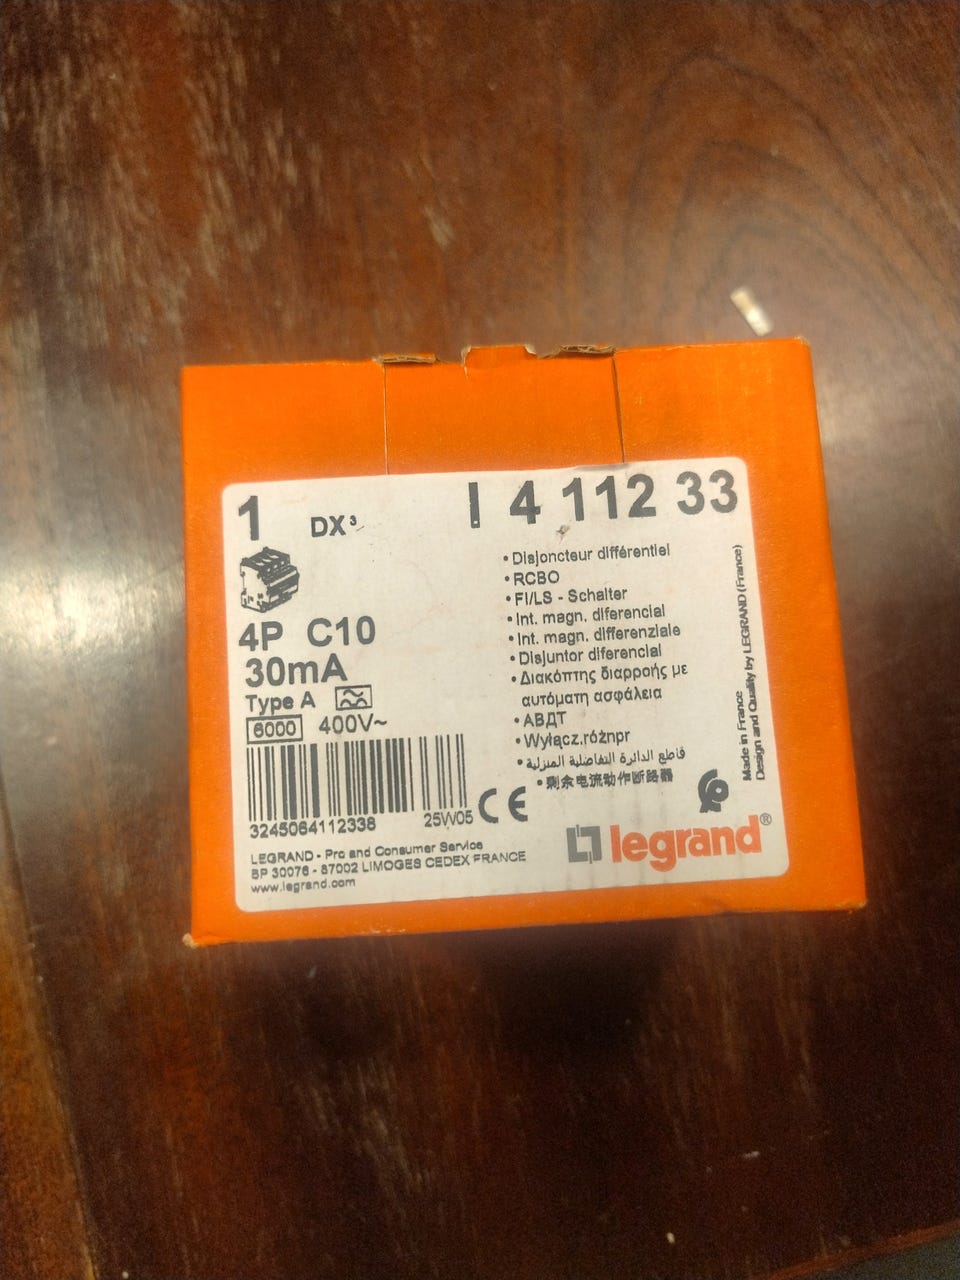 1 DX³ I 4 112 33
4P C10
30mA
Type A
6000 400V~
3245064112338 25W05
CE
LEGRAND - Pro and Consumer Service
BP 30076 - 87002 LIMOGES CEDEX FRANCE
www.legrand.com
• Disjoncteur différentiel
• RCBO
• FI/LS - Schalter
• Int. magn. diferencial
• Int. magn. differenziale
• Disjuntor diferencial
• Διακόπτης διαρροής με
αυτόματη ασφάλεια
• АВДТ
• Wyłącz.różnpr
• قاطع الدائرة التفاضلية المنزلية
• 剩余电流动作断路器
legrand®
Made in France
Design and Quality by LEGRAND (France)